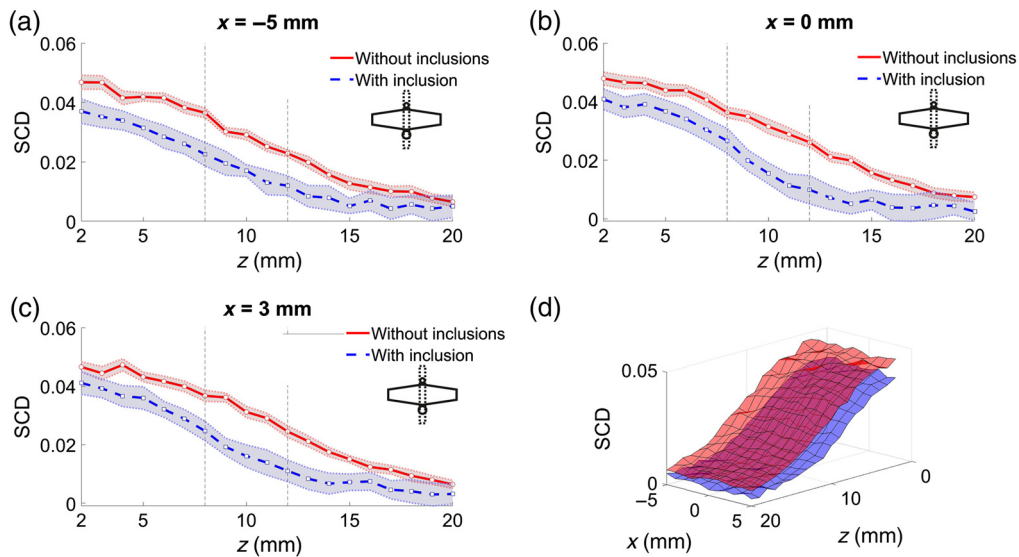 (a)
x = –5 mm
0.06
0.04
0.02
0
SCD
Without inclusions
With inclusion
2
5
10
15
20
z (mm)
(b)
x = 0 mm
0.06
0.04
0.02
0
SCD
Without inclusions
With inclusion
2
5
10
15
20
z (mm)
(c)
x = 3 mm
0.06
0.04
0.02
0
SCD
Without inclusions
With inclusion
2
5
10
15
20
z (mm)
(d)
0.05
0
SCD
–5
0
5
x (mm)
20
10
0
z (mm)